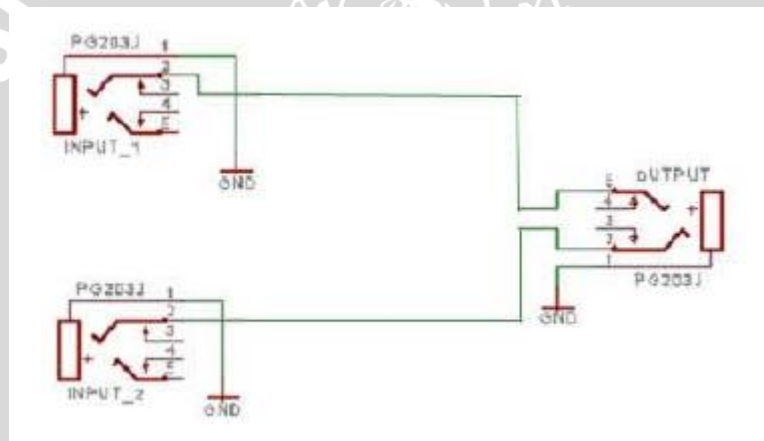 PG203J 1
2
3
4
5
INPUT_1
GND
5 OUTPUT
4
3
2
1
PG203J
GND
PG203J 1
2
3
4
5
INPUT_2
GND